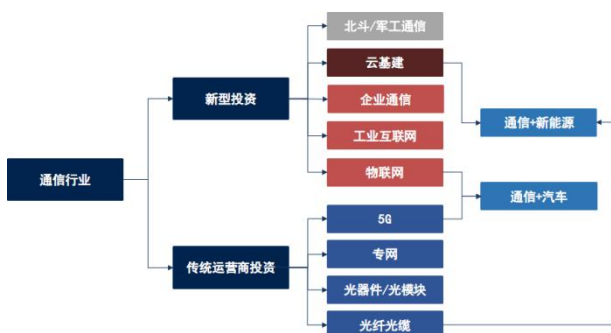 北斗/军工通信
云基建
新型投资
企业通信
通信+新能源
工业互联网
物联网
通信行业
通信+汽车
5G
专网
传统运营商投资
光器件/光模块
光纤光缆